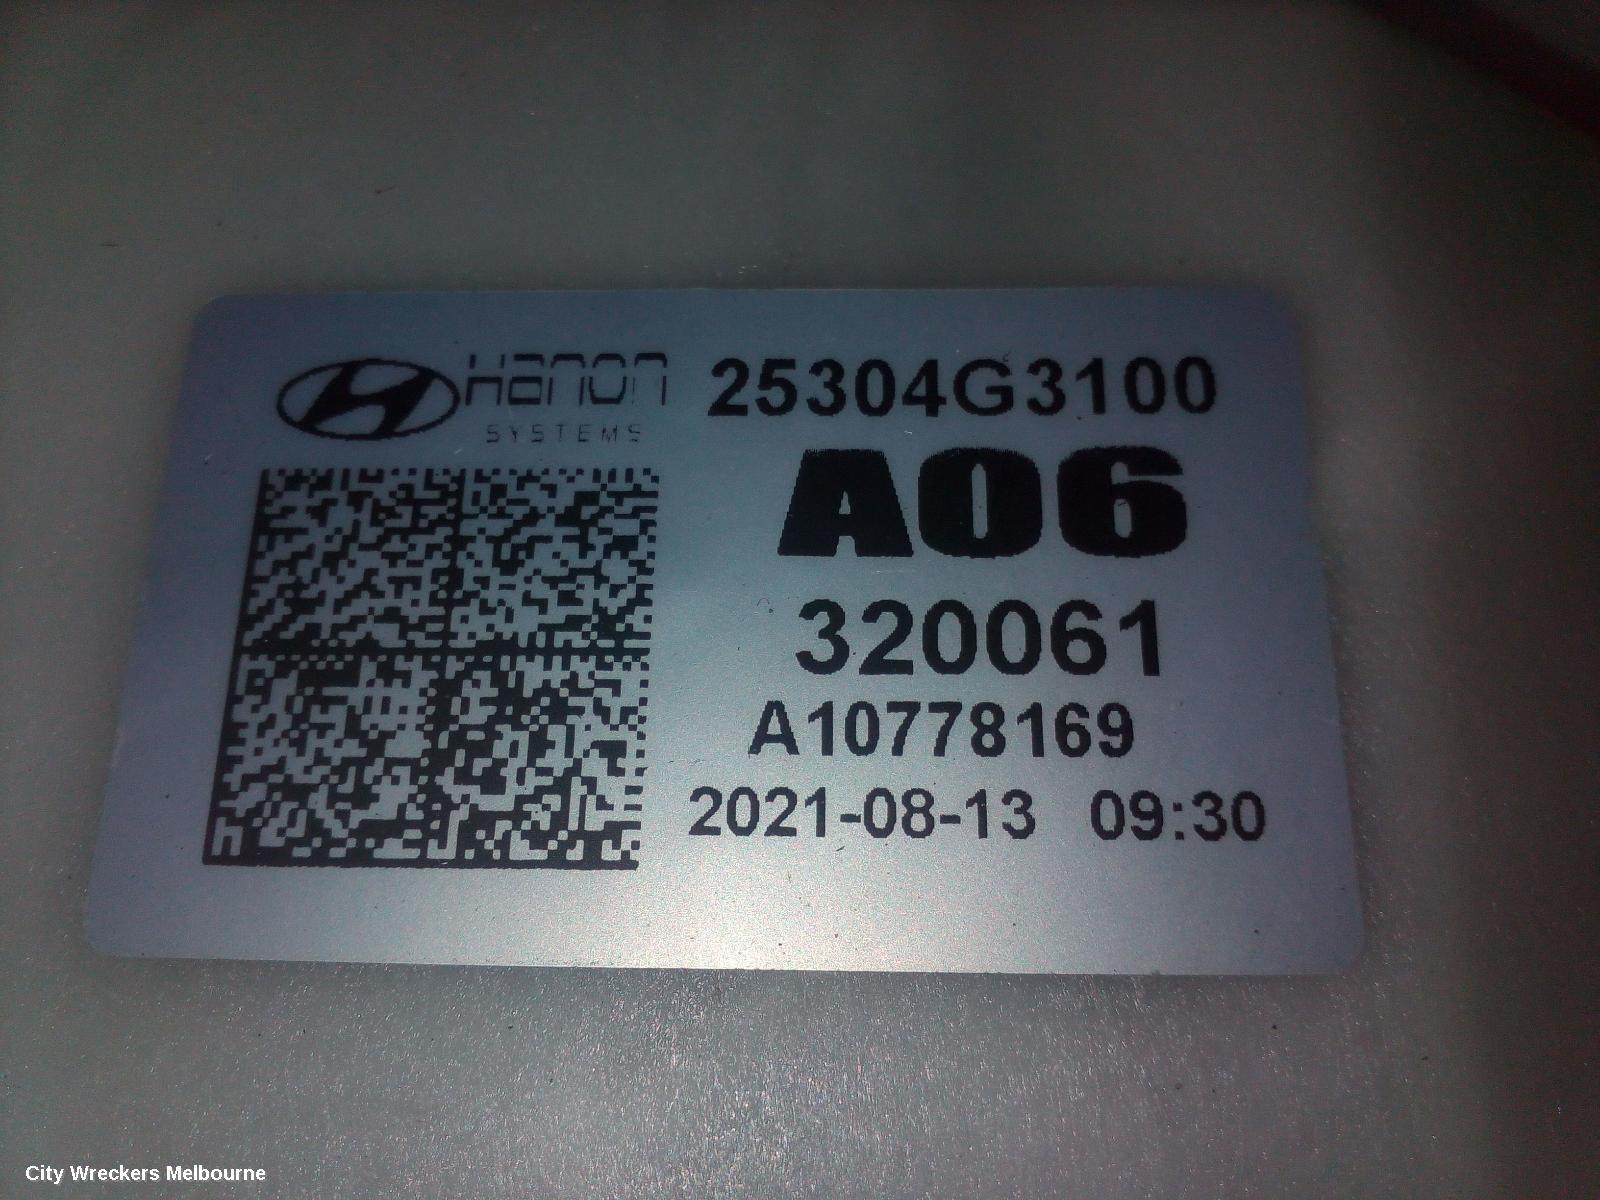 Hanon
SYSTEMS
25304G3100
A06
320061
A10778169
2021-08-13 09:30
City Wreckers Melbourne